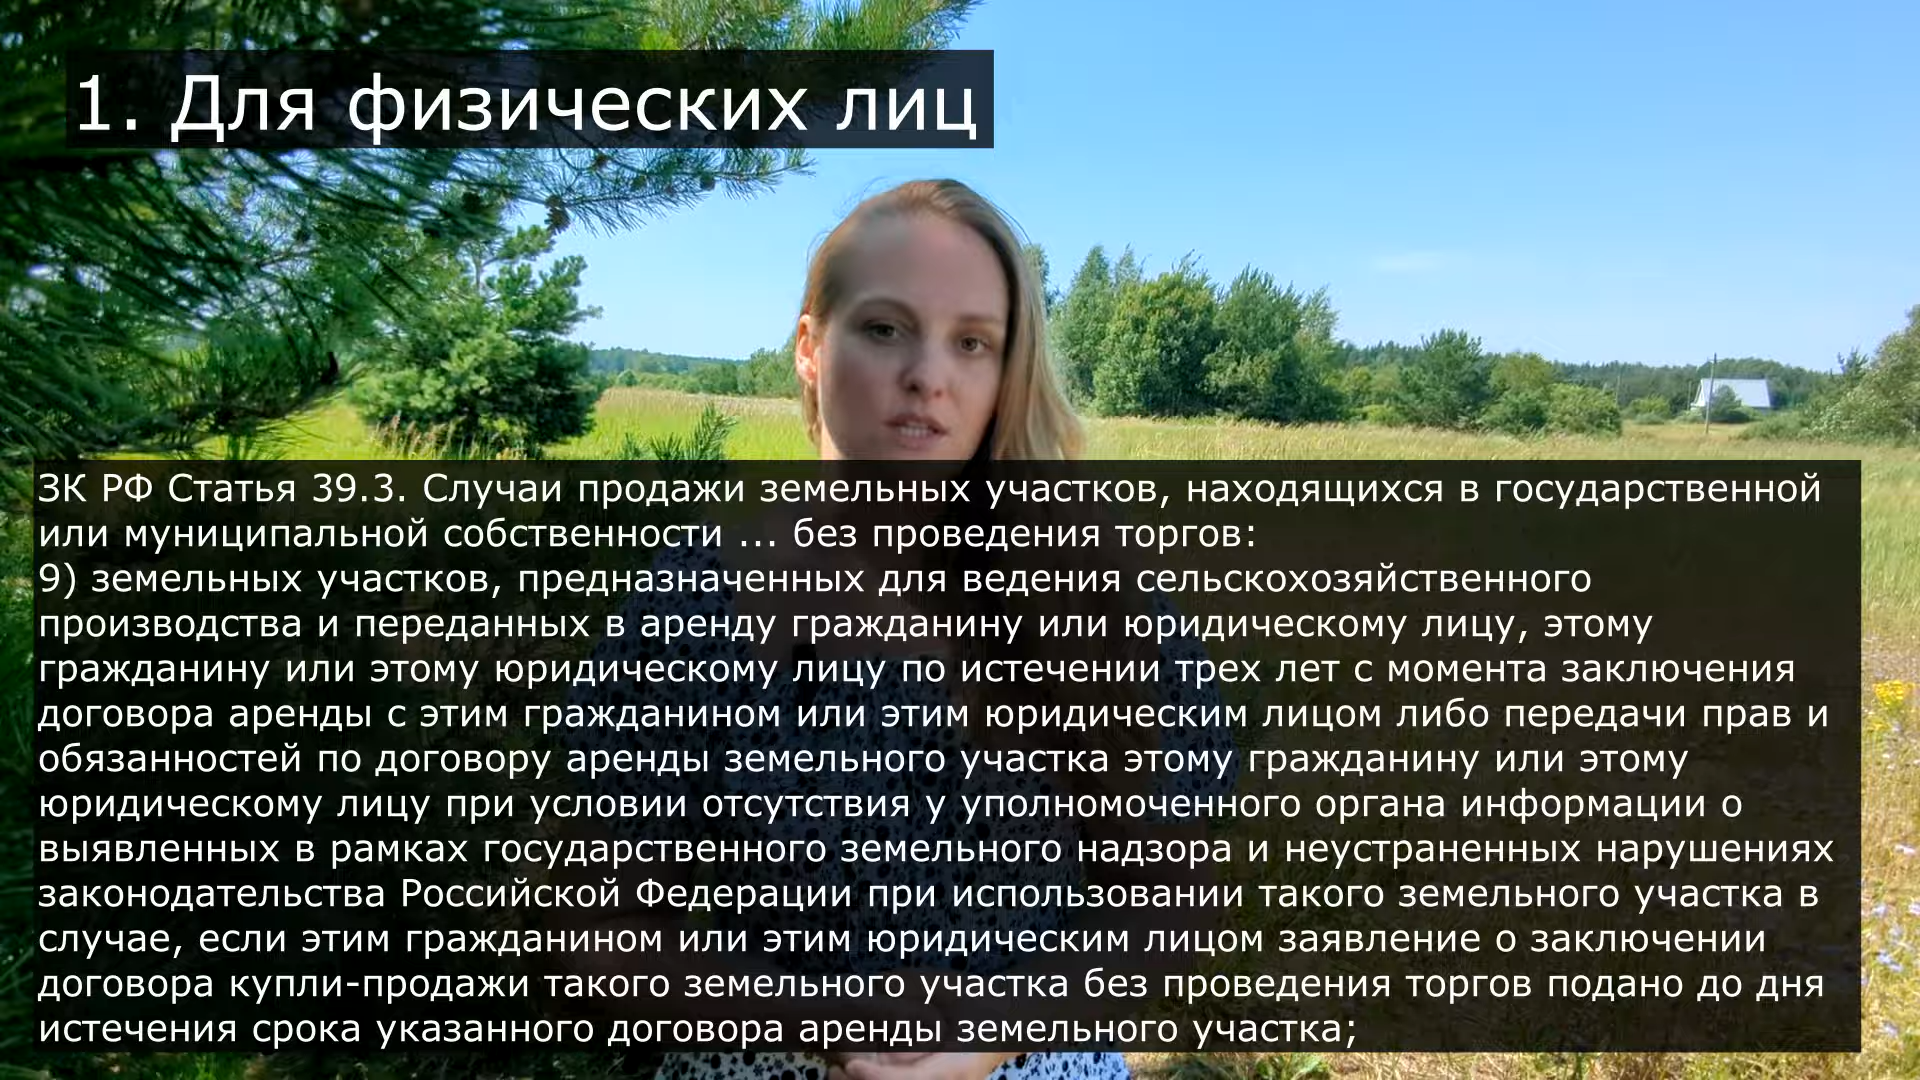 1. Для физических лиц
ЗК РФ Статья 39.3. Случаи продажи земельных участков, находящихся в государственной
или муниципальной собственности ... без проведения торгов:
9) земельных участков, предназначенных для ведения сельскохозяйственного
производства и переданных в аренду гражданину или юридическому лицу, этому
гражданину или этому юридическому лицу по истечении трех лет с момента заключения
договора аренды с этим гражданином или этим юридическим лицом либо передачи прав и
обязанностей по договору аренды земельного участка этому гражданину или этому
юридическому лицу при условии отсутствия у уполномоченного органа информации о
выявленных в рамках государственного земельного надзора и неустраненных нарушениях
законодательства Российской Федерации при использовании такого земельного участка в
случае, если этим гражданином или этим юридическим лицом заявление о заключении
договора купли-продажи такого земельного участка без проведения торгов подано до дня
истечения срока указанного договора аренды земельного участка;